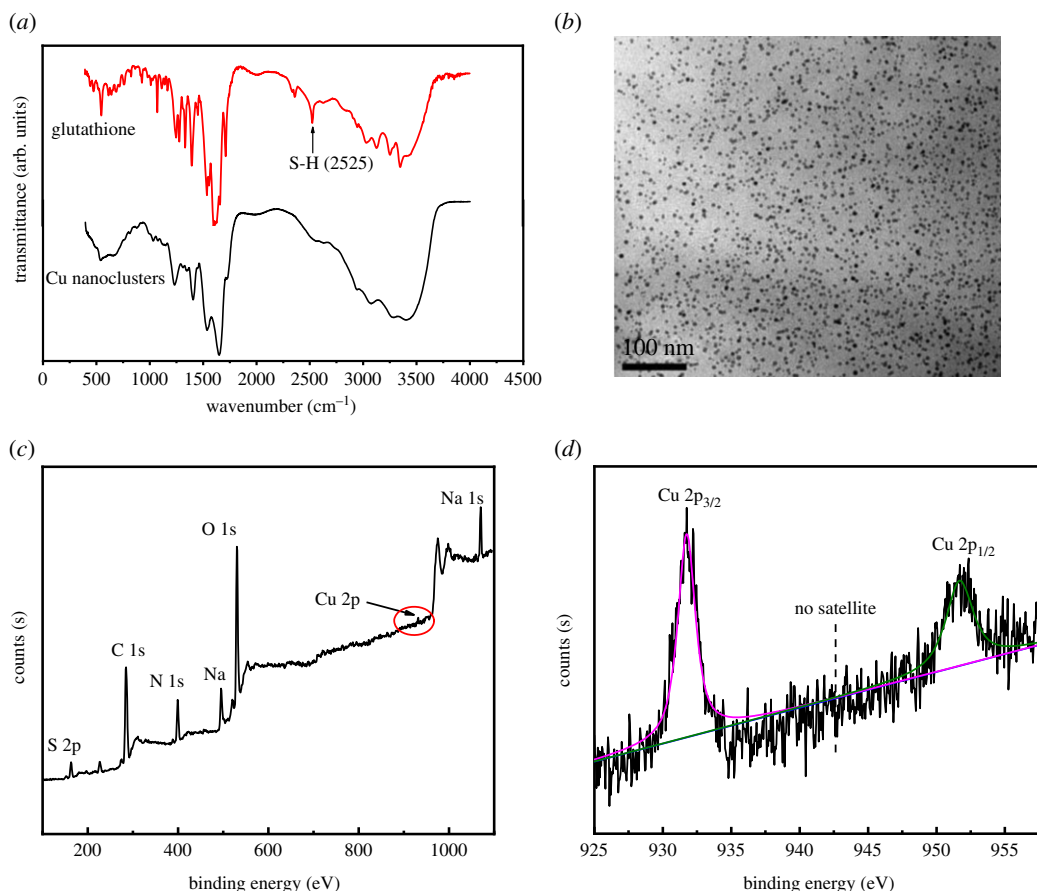 (a)
transmittance (arb. units)
glutathione
S-H (2525)
Cu nanoclusters
0 500 1000 1500 2000 2500 3000 3500 4000 4500
wavenumber (cm⁻¹)
(b)
100 nm
(c)
counts (s)
S 2p
C 1s
N 1s
Na
O 1s
Cu 2p
Na 1s
200 400 600 800 1000
binding energy (eV)
(d)
counts (s)
Cu 2p₃/₂
no satellite
Cu 2p₁/₂
925 930 935 940 945 950 955
binding energy (eV)